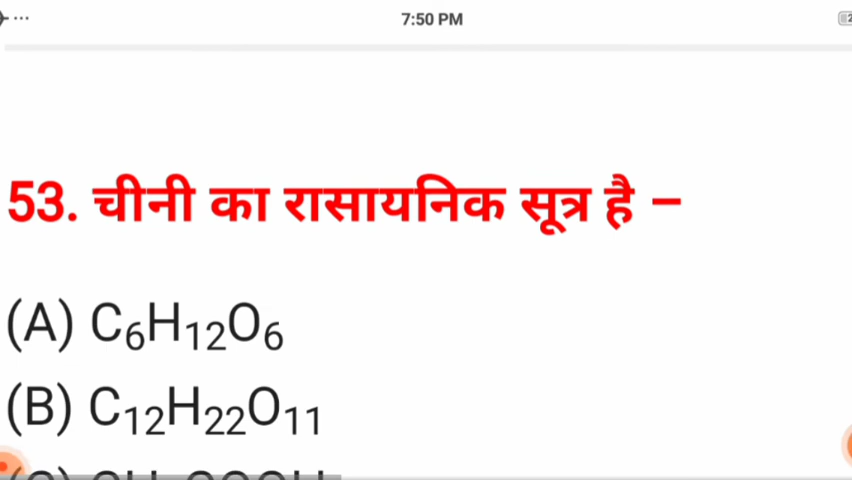 7:50 PM
53. चीनी का रासायनिक सूत्र है –
(A) C₆H₁₂O₆
(B) C₁₂H₂₂O₁₁